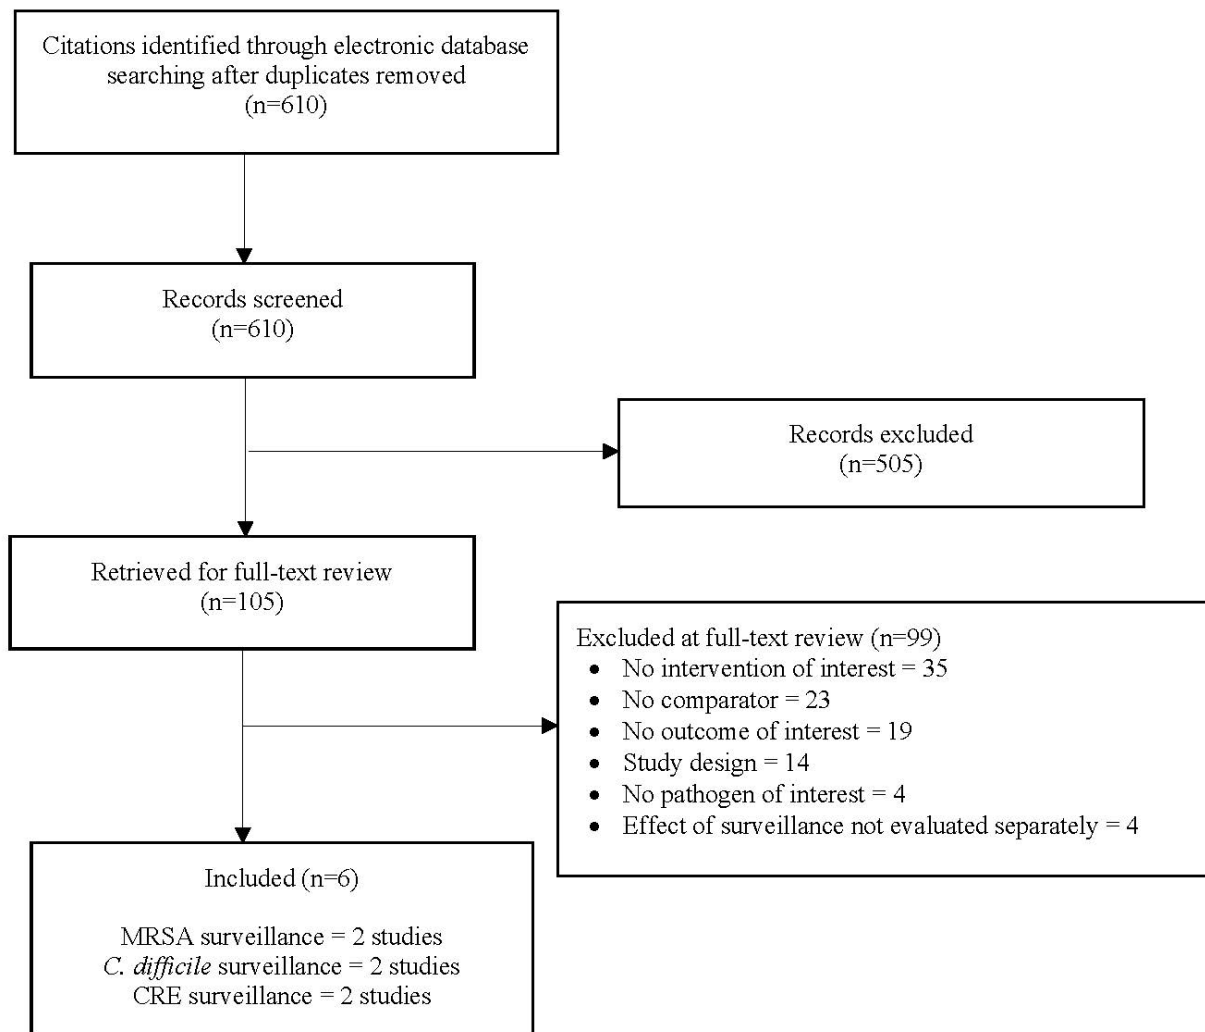 Citations identified through electronic database
searching after duplicates removed
(n=610)
Records screened
(n=610)
Records excluded
(n=505)
Retrieved for full-text review
(n=105)
Excluded at full-text review (n=99)
• No intervention of interest = 35
• No comparator = 23
• No outcome of interest = 19
• Study design = 14
• No pathogen of interest = 4
• Effect of surveillance not evaluated separately = 4
Included (n=6)
MRSA surveillance = 2 studies
C. difficile surveillance = 2 studies
CRE surveillance = 2 studies